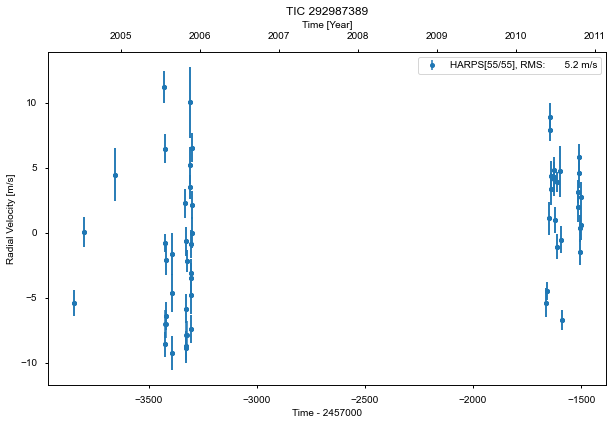 TIC 292987389
Time [Year]
2005 2006 2007 2008 2009 2010 2011
HARPS[55/55], RMS: 5.2 m/s
Radial Velocity [m/s]
10
5
0
−5
−10
−3500 −3000 −2500 −2000 −1500
Time - 2457000